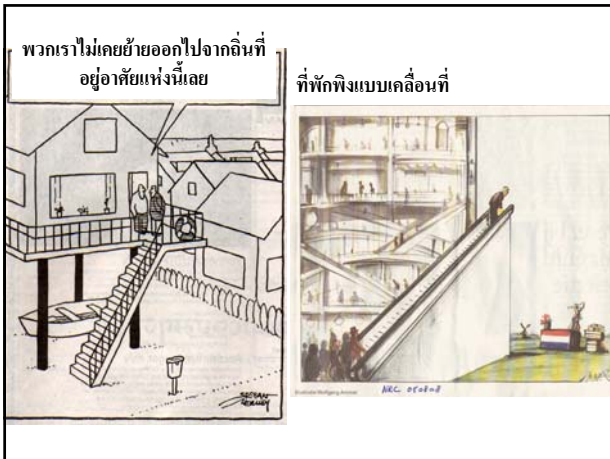 พวกเราไม่เคยย้ายออกไปจากถิ่นที่
อยู่อาศัยแห่งนี้เลย
ที่พักพิงแบบเคลื่อนที่
NRC